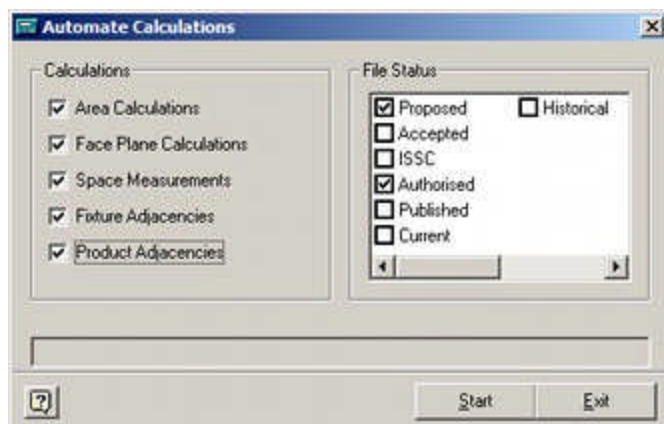 Automate Calculations
Calculations
Area Calculations
Face Plane Calculations
Space Measurements
Fixture Adjacencies
Product Adjacencies
File Status
Proposed
Historical
Accepted
ISSC
Authorised
Published
Current
Start
Exit